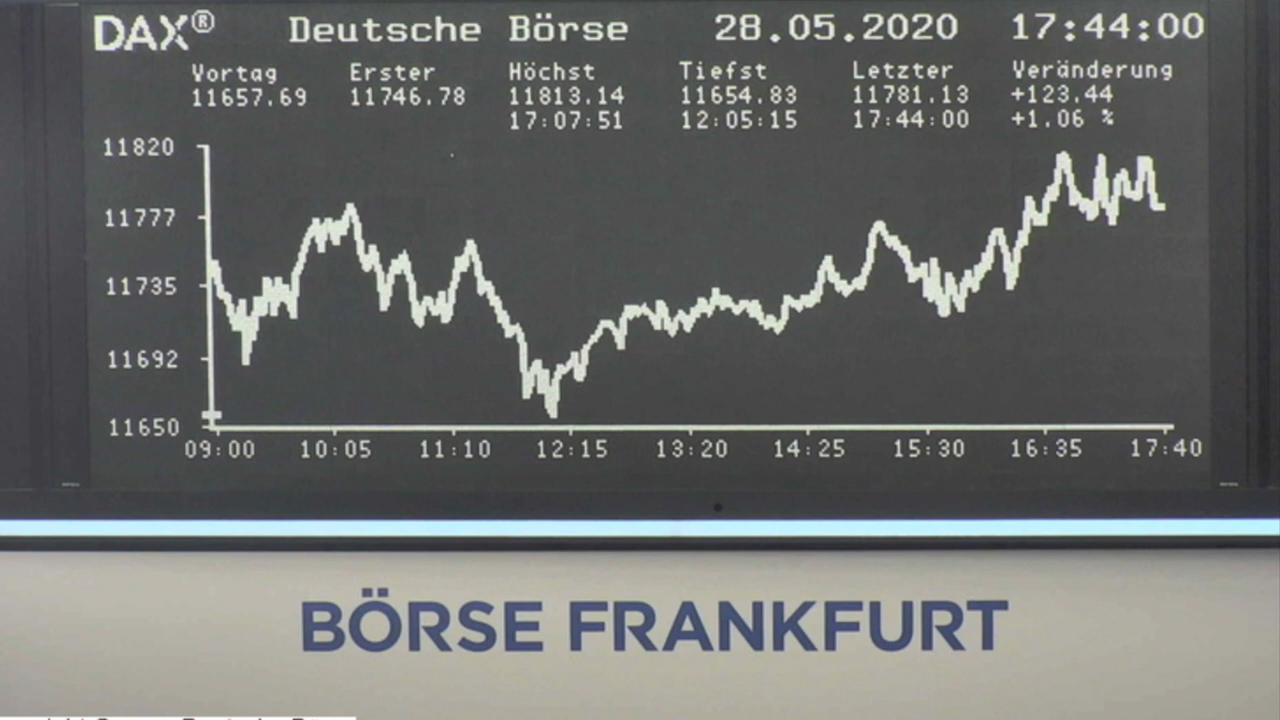 DAX® Deutsche Börse 28.05.2020 17:44:00
Vortag Erster Höchst Tiefst Letzter Veränderung
11657.69 11746.78 11813.14 11654.83 11781.13 +123.44
17:07:51 12:05:15 17:44:00 +1.06 %
11820
11777
11735
11692
11650
09:00 10:05 11:10 12:15 13:20 14:25 15:30 16:35 17:40
BÖRSE FRANKFURT